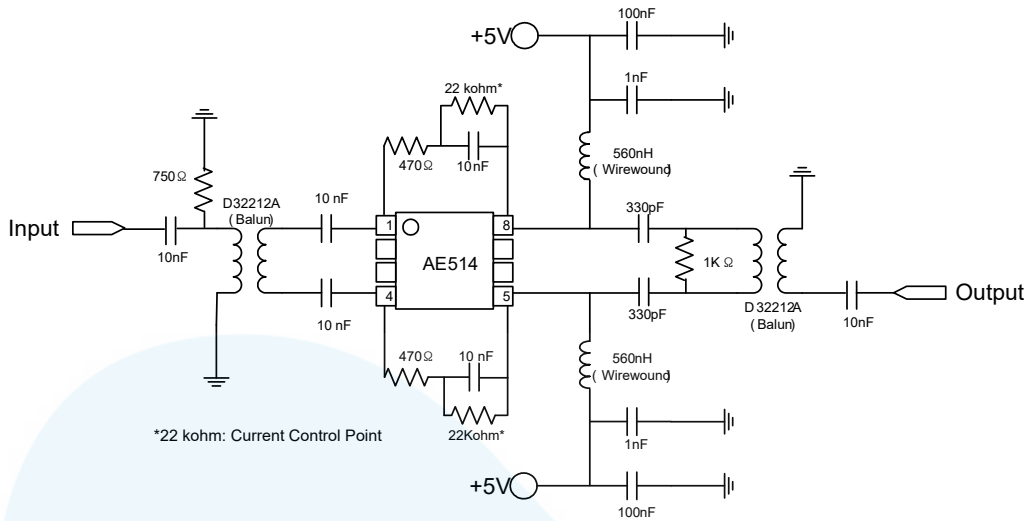 100nF
+5V
1nF
22 kohm*
560nH
( Wirewound)
470Ω
10nF
750Ω
D32212A
( Balun)
10 nF
330pF
Input
10nF
1
8
AE514
1K Ω
4
5
10 nF
330pF
D32212A
( Balun)
10nF
Output
470Ω
10 nF
560nH
( Wirewound)
22Kohm*
*22 kohm: Current Control Point
1nF
+5V
100nF